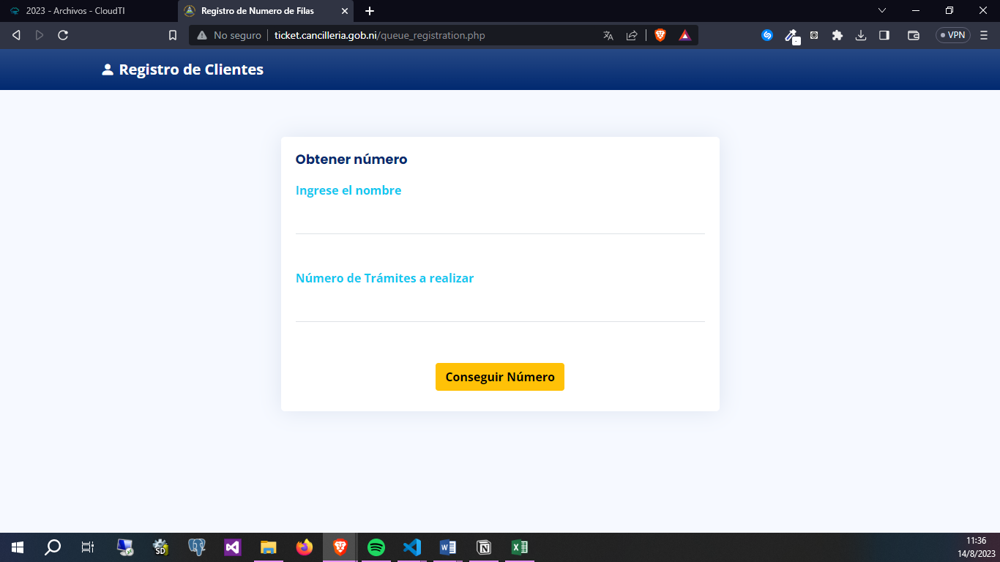 2023 - Archivos - CloudTI
Registro de Numero de Filas
No seguro
ticket.cancilleria.gob.ni/queue_registration.php
VPN
Registro de Clientes
Obtener número
Ingrese el nombre
Número de Trámites a realizar
Conseguir Número
SD
11:36
14/8/2023